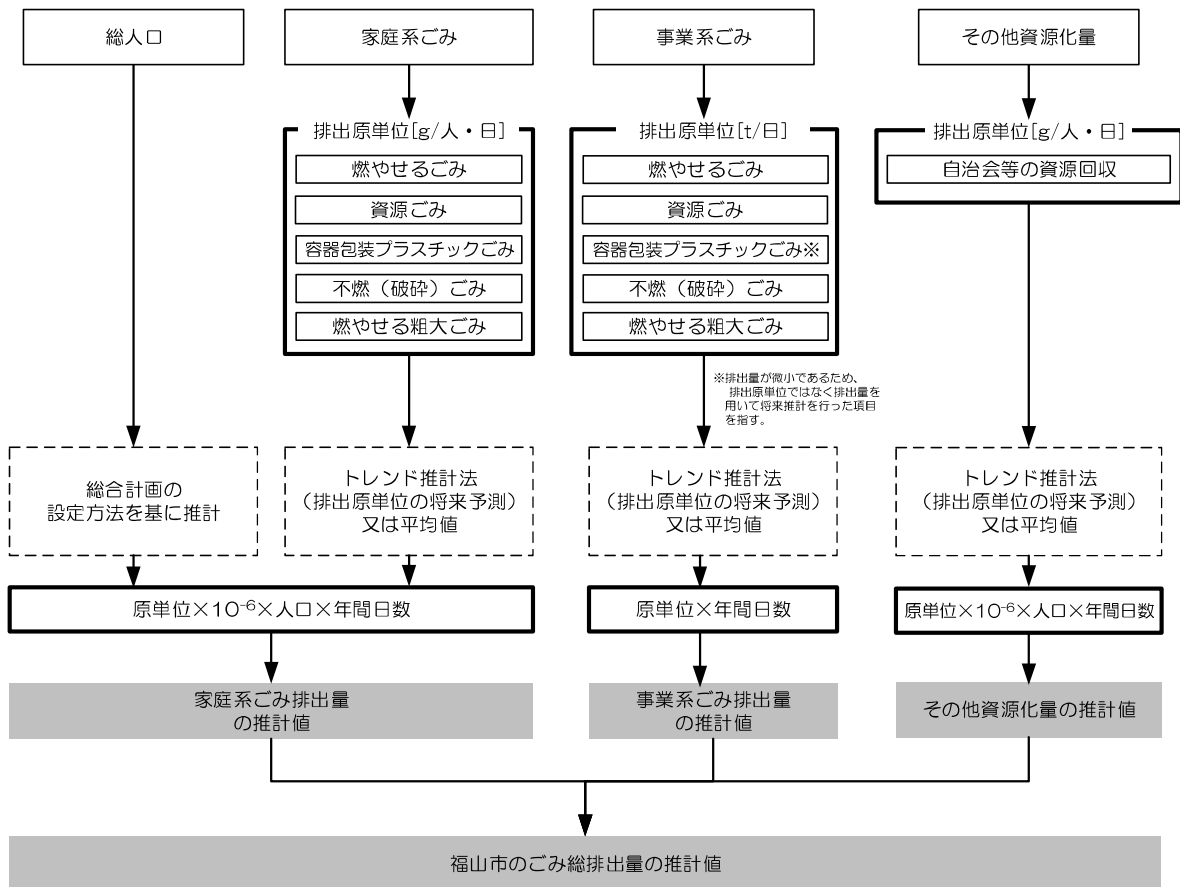 総人口
家庭系ごみ
事業系ごみ
その他資源化量
排出原単位[g/人・日]
燃やせるごみ
資源ごみ
容器包装プラスチックごみ
不燃（破砕）ごみ
燃やせる粗大ごみ
排出原単位[t/日]
燃やせるごみ
資源ごみ
容器包装プラスチックごみ※
不燃（破砕）ごみ
燃やせる粗大ごみ
排出原単位[g/人・日]
自治会等の資源回収
※排出量が微小であるため、
排出原単位ではなく排出量を
用いて将来推計を行った項目
を指す。
総合計画の
設定方法を基に推計
トレンド推計法
（排出原単位の将来予測）
又は平均値
トレンド推計法
（排出原単位の将来予測）
又は平均値
トレンド推計法
（排出原単位の将来予測）
又は平均値
原単位×10⁻⁶×人口×年間日数
原単位×年間日数
原単位×10⁻⁶×人口×年間日数
家庭系ごみ排出量
の推計値
事業系ごみ排出量
の推計値
その他資源化量の推計値
福山市のごみ総排出量の推計値